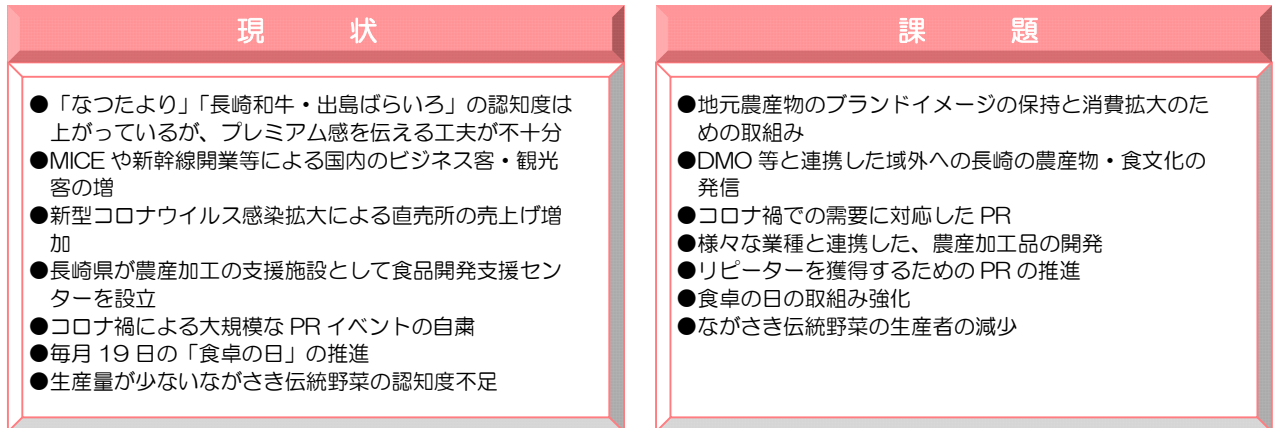 現　状
●「なつたより」「長崎和牛・出島ばらいろ」の認知度は
上がっているが、プレミアム感を伝える工夫が不十分
●MICE や新幹線開業等による国内のビジネス客・観光
客の増
●新型コロナウイルス感染拡大による直売所の売上げ増
加
●長崎県が農産加工の支援施設として食品開発支援セン
ターを設立
●コロナ禍による大規模な PR イベントの自粛
●毎月 19 日の「食卓の日」の推進
●生産量が少ないながさき伝統野菜の認知度不足
課　題
●地元農産物のブランドイメージの保持と消費拡大のた
めの取組み
●DMO 等と連携した域外への長崎の農産物・食文化の
発信
●コロナ禍での需要に対応した PR
●様々な業種と連携した、農産加工品の開発
●リピーターを獲得するための PR の推進
●食卓の日の取組み強化
●ながさき伝統野菜の生産者の減少